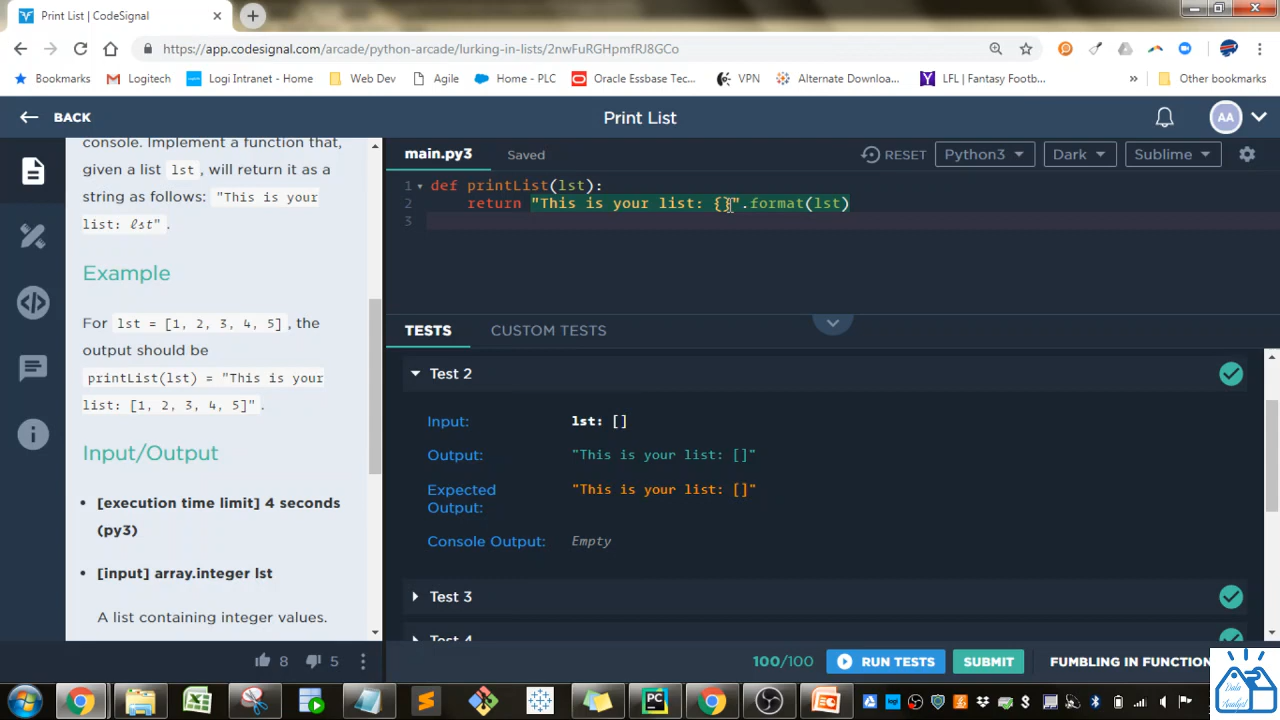 Print List | CodeSignal
https://app.codesignal.com/arcade/python-arcade/lurking-in-lists/2nwFuRGHpmfRJ8GCo
Bookmarks Logitech Logi Intranet - Home Web Dev Agile Home - PLC Oracle Essbase Tec... VPN Alternate Downloa... LFL | Fantasy Footb... » Other bookmarks
BACK
Print List
AA
console. Implement a function that,
given a list lst, will return it as a
string as follows: "This is your
list: lst".
Example
For lst = [1, 2, 3, 4, 5], the
output should be
printList(lst) = "This is your
list: [1, 2, 3, 4, 5]".
Input/Output
• [execution time limit] 4 seconds
(py3)
• [input] array.integer lst
A list containing integer values.
8 5
main.py3 Saved
RESET Python3 Dark Sublime
1 def printList(lst):
2 return "This is your list: {}".format(lst)
3
TESTS CUSTOM TESTS
Test 2
Input: lst: []
Output: "This is your list: []"
Expected "This is your list: []"
Output:
Console Output: Empty
Test 3
Test 4
100/100 RUN TESTS SUBMIT FUMBLING IN FUNCTION
Data
Analyst